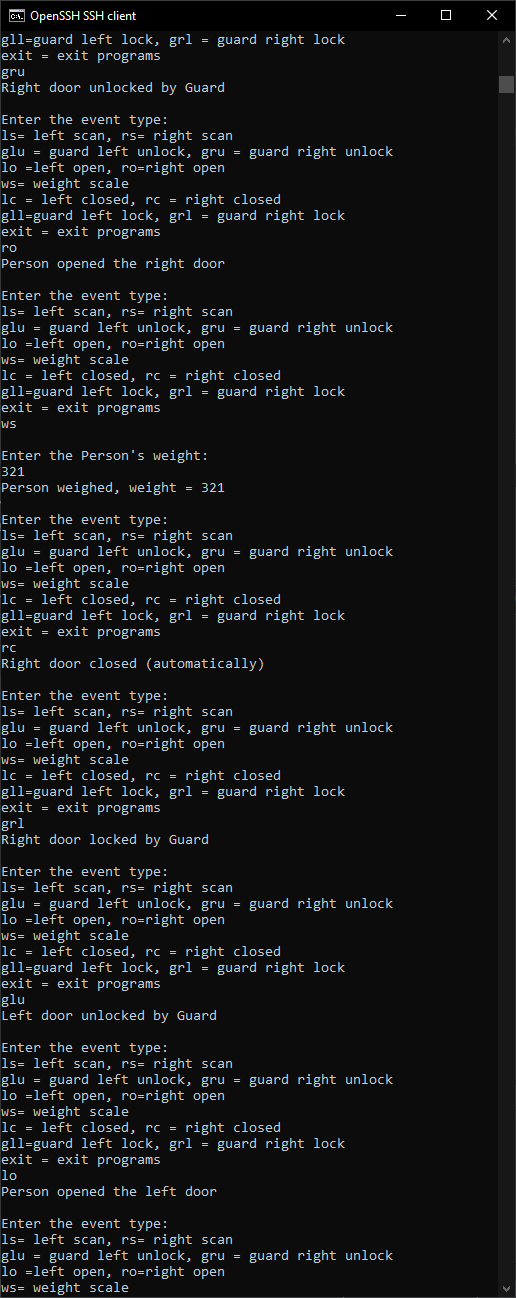 OpenSSH SSH client
gll=guard left lock, grl = guard right lock
exit = exit programs
gru
Right door unlocked by Guard
Enter the event type:
ls= left scan, rs= right scan
glu = guard left unlock, gru = guard right unlock
lo =left open, ro=right open
ws= weight scale
lc = left closed, rc = right closed
gll=guard left lock, grl = guard right lock
exit = exit programs
ro
Person opened the right door
Enter the event type:
ls= left scan, rs= right scan
glu = guard left unlock, gru = guard right unlock
lo =left open, ro=right open
ws= weight scale
lc = left closed, rc = right closed
gll=guard left lock, grl = guard right lock
exit = exit programs
ws
Enter the Person's weight:
321
Person weighed, weight = 321
Enter the event type:
ls= left scan, rs= right scan
glu = guard left unlock, gru = guard right unlock
lo =left open, ro=right open
ws= weight scale
lc = left closed, rc = right closed
gll=guard left lock, grl = guard right lock
exit = exit programs
rc
Right door closed (automatically)
Enter the event type:
ls= left scan, rs= right scan
glu = guard left unlock, gru = guard right unlock
lo =left open, ro=right open
ws= weight scale
lc = left closed, rc = right closed
gll=guard left lock, grl = guard right lock
exit = exit programs
grl
Right door locked by Guard
Enter the event type:
ls= left scan, rs= right scan
glu = guard left unlock, gru = guard right unlock
lo =left open, ro=right open
ws= weight scale
lc = left closed, rc = right closed
gll=guard left lock, grl = guard right lock
exit = exit programs
glu
Left door unlocked by Guard
Enter the event type:
ls= left scan, rs= right scan
glu = guard left unlock, gru = guard right unlock
lo =left open, ro=right open
ws= weight scale
lc = left closed, rc = right closed
gll=guard left lock, grl = guard right lock
exit = exit programs
lo
Person opened the left door
Enter the event type:
ls= left scan, rs= right scan
glu = guard left unlock, gru = guard right unlock
lo =left open, ro=right open
ws= weight scale